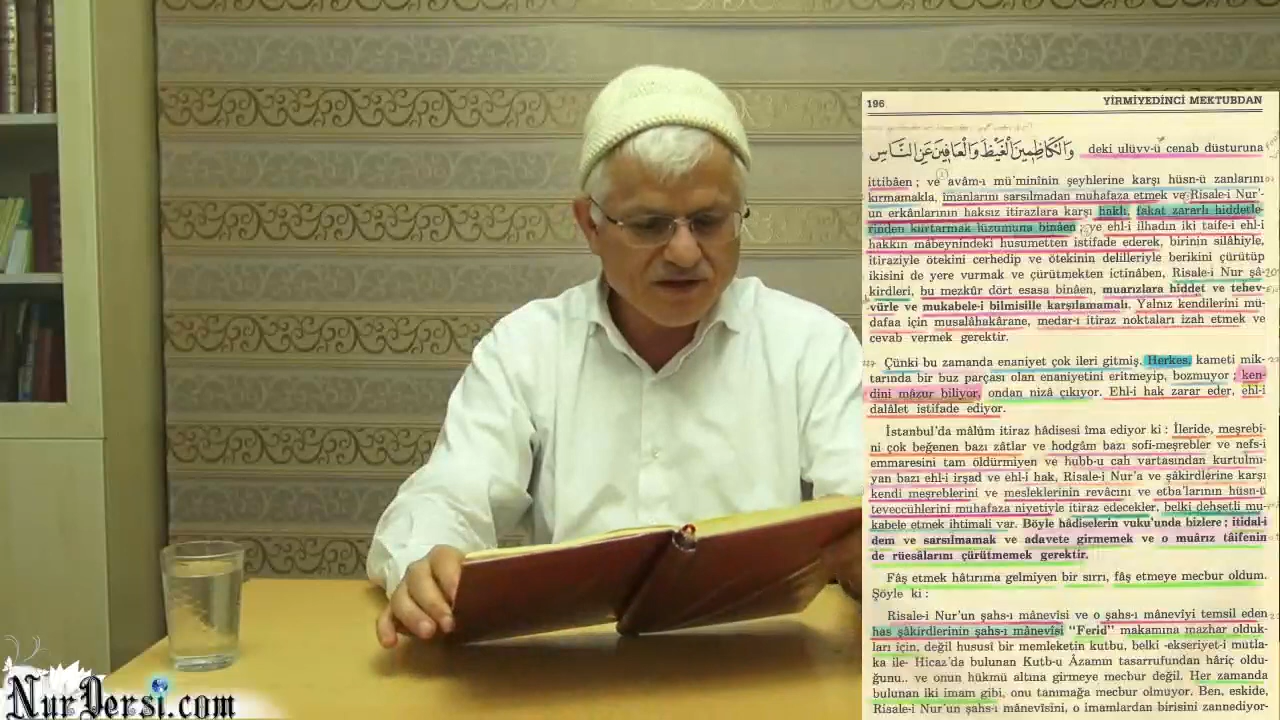 196 YİRMİYEDİNCİ MEKTUBDAN
وَالْكَاظِمِينَ الْغَيْظَ وَالْعَافِينَ عَنِ النَّاسِ deki ulüvv-ü cenab düsturuna
ittibâen ; ve avâm-ı mü'minînin şeyhlerine karşı hüsn-ü zanlarını
kırmamakla, imanlarını sarsılmadan muhafaza etmek ve Risale-i Nur'-
un erkânlarının haksız itirazlara karşı haklı, fakat zararlı hiddetle-
rinden kurtarmak lüzumuna binâen ; ve ehl-i ilhadın iki taife-i ehl-i
hakkın mâbeynindeki husumetten istifade ederek, birinin silâhiyle,
itiraziyle ötekini cerhedip ve ötekinin delilleriyle berikini çürütüp
ikisini de yere vurmak ve çürütmekten ictinâben, Risale-i Nur şâ-
kirdleri, bu mezkûr dört esasa binâen, muarızlara hiddet ve tehev-
vürle ve mukabele-i bilmisille karşılamamalı. Yalnız kendilerini mü-
dafaa için musalâhakârane, medar-ı itiraz noktaları izah etmek ve
cevab vermek gerektir.
Çünki bu zamanda enaniyet çok ileri gitmiş. Herkes, kameti mik-
tarında bir buz parçası olan enaniyetini eritmeyip, bozmuyor ; ken-
dini mâzur biliyor, ondan nizâ çıkıyor. Ehl-i hak zarar eder, ehl-i
dalâlet istifade ediyor.
İstanbul'da malûm itiraz hâdisesi îma ediyor ki : İleride, meşrebi-
ni çok beğenen bazı zâtlar ve hodgâm bazı sofi-meşrebler ve nefs-i
emmaresini tam öldürmiyen ve hubb-u cah vartasından kurtulmı-
yan bazı ehl-i irşad ve ehl-i hak, Risale-i Nur'a ve şâkirdlerine karşı
kendi meşreblerini ve mesleklerinin revâcını ve etba'larının hüsn-ü
teveccühlerini muhafaza niyetiyle itiraz edecekler, belki dehşetli mu-
kabele etmek ihtimali var. Böyle hâdiselerin vuku'unda bizlere ; itidal-i
dem ve sarsılmamak ve adavete girmemek ve o muârız tâifenin
de rüesâlarını çürütmemek gerektir.
Fâş etmek hâtırıma gelmiyen bir sırrı, fâş etmeye mecbur oldum.
Şöyle ki :
Risale-i Nur'un şahs-ı mânevîsi ve o şahs-ı mânevîyi temsil eden
has şâkirdlerinin şahs-ı mânevîsi "Ferid" makamına mazhar olduk-
ları için, değil hususî bir memleketin kutbu, belki -ekseriyet-i mutla-
ka ile- Hicaz'da bulunan Kutb-u Âzamın tasarrufundan hâriç oldu-
ğunu.. ve onun hükmü altına girmeye mecbur değil. Her zamanda
bulunan iki imam gibi, onu tanımağa mecbur olmuyor. Ben, eskide,
Risale-i Nur'un şahs-ı mânevîsini, o imamlardan birisini zannediyor-
NurDersi.com